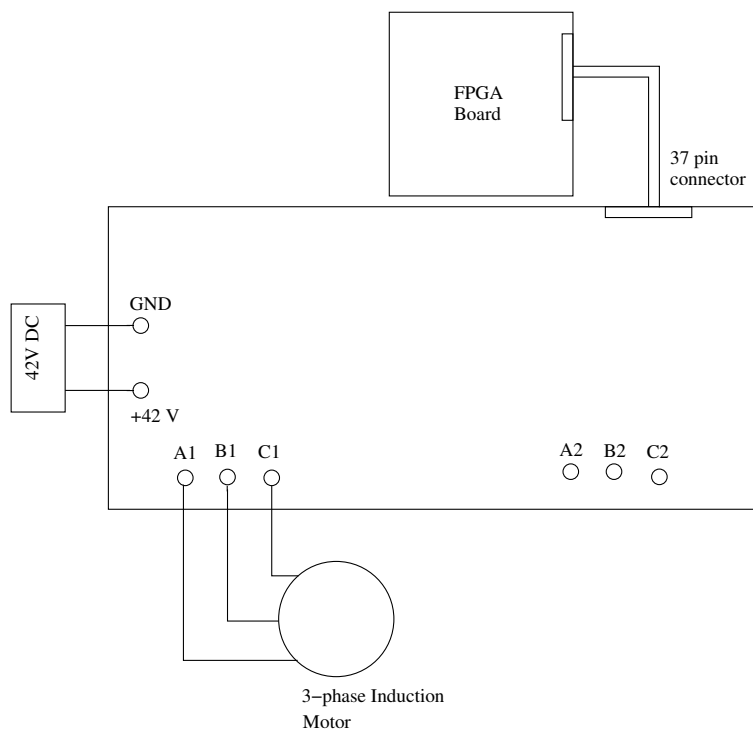 FPGA
Board
37 pin
connector
GND
42V DC
+42 V
A1 B1 C1
A2 B2 C2
3-phase Induction
Motor